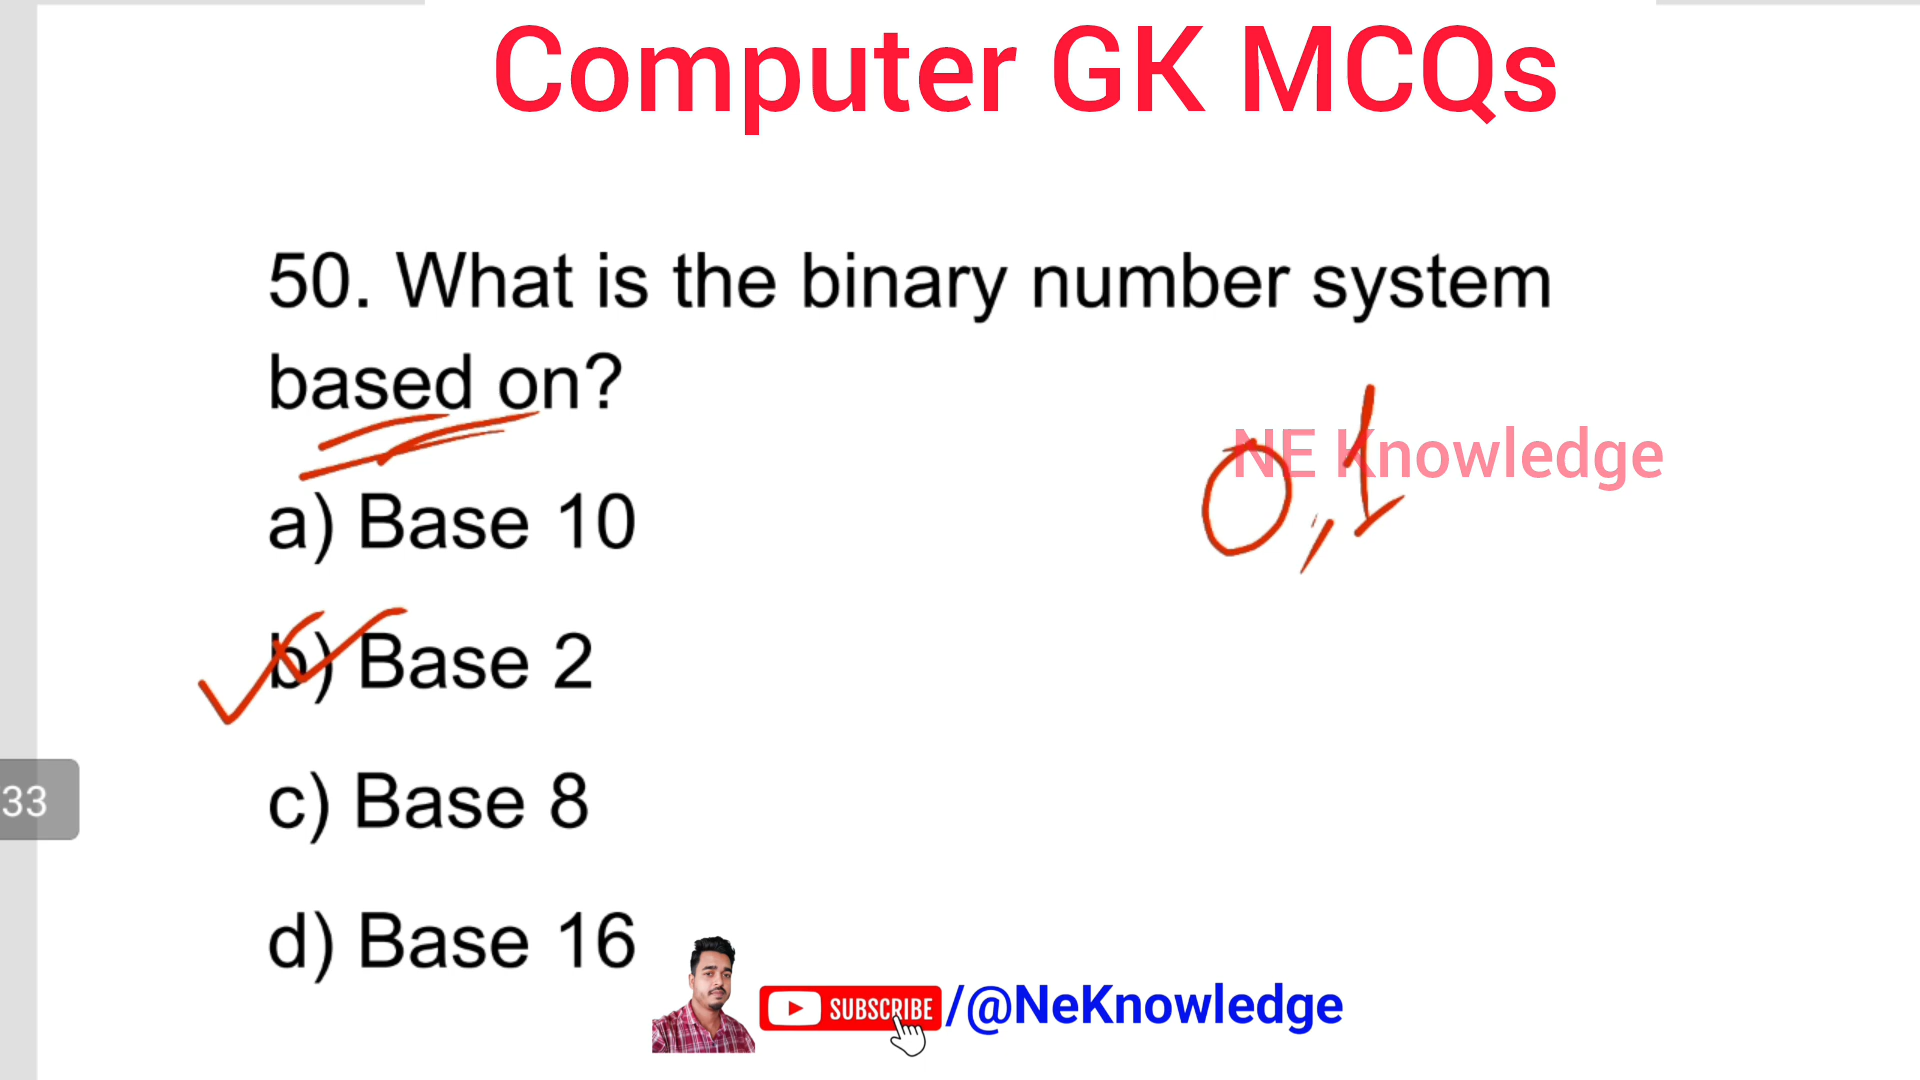 Computer GK MCQs
50. What is the binary number system
based on?
NE Knowledge
0,1
a) Base 10
b) Base 2
c) Base 8
33
d) Base 16
SUBSCRIBE /@NeKnowledge